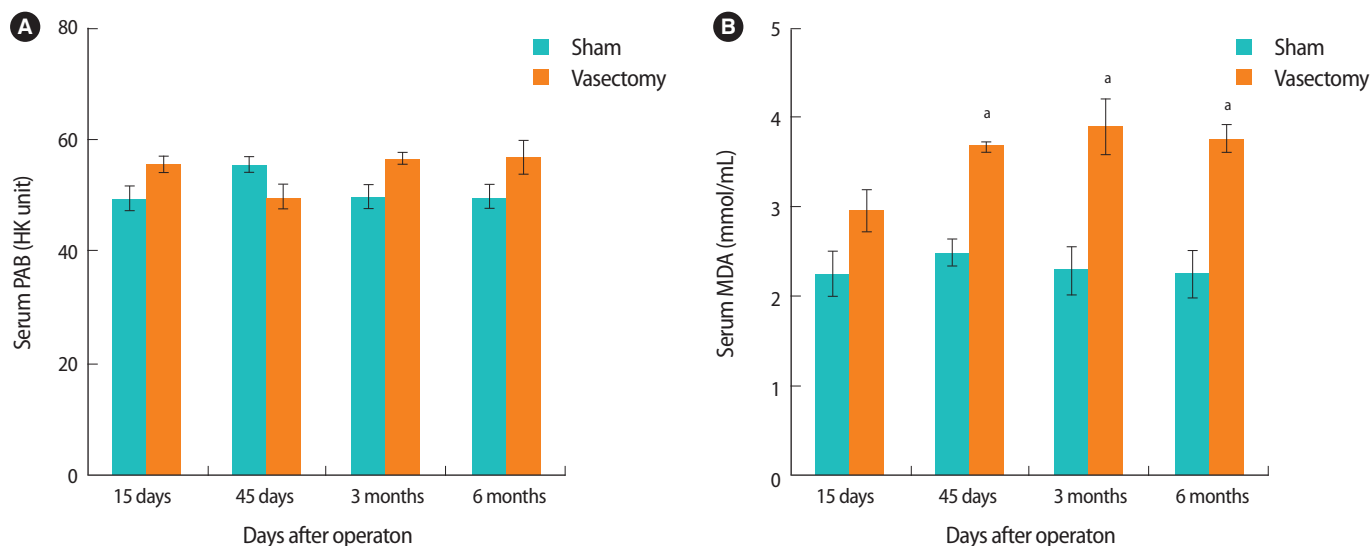 A
Serum PAB (HK unit)
80
60
40
20
0
Sham
Vasectomy
15 days
45 days
3 months
6 months
Days after operaton
B
Serum MDA (mmol/mL)
5
4
3
2
1
0
Sham
Vasectomy
a
a
a
15 days
45 days
3 months
6 months
Days after operaton